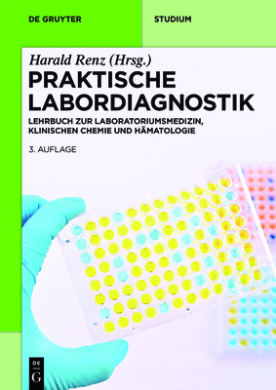 DE GRUYTER STUDIUM
Harald Renz (Hrsg.)
PRAKTISCHE
LABORDIAGNOSTIK
LEHRBUCH ZUR LABORATORIUMSMEDIZIN,
KLINISCHEN CHEMIE UND HÄMATOLOGIE
3. AUFLAGE
DE
G